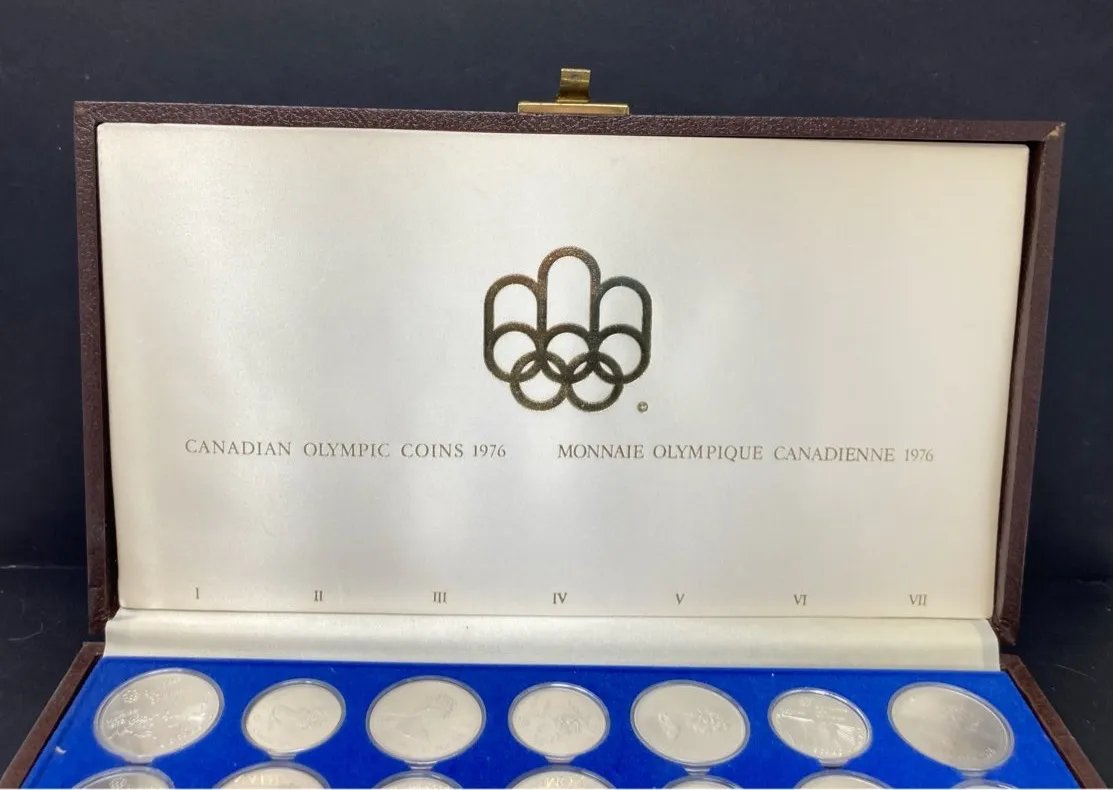 CANADIAN OLYMPIC COINS 1976 MONNAIE OLYMPIQUE CANADIENNE 1976
I II III IV V VI VII